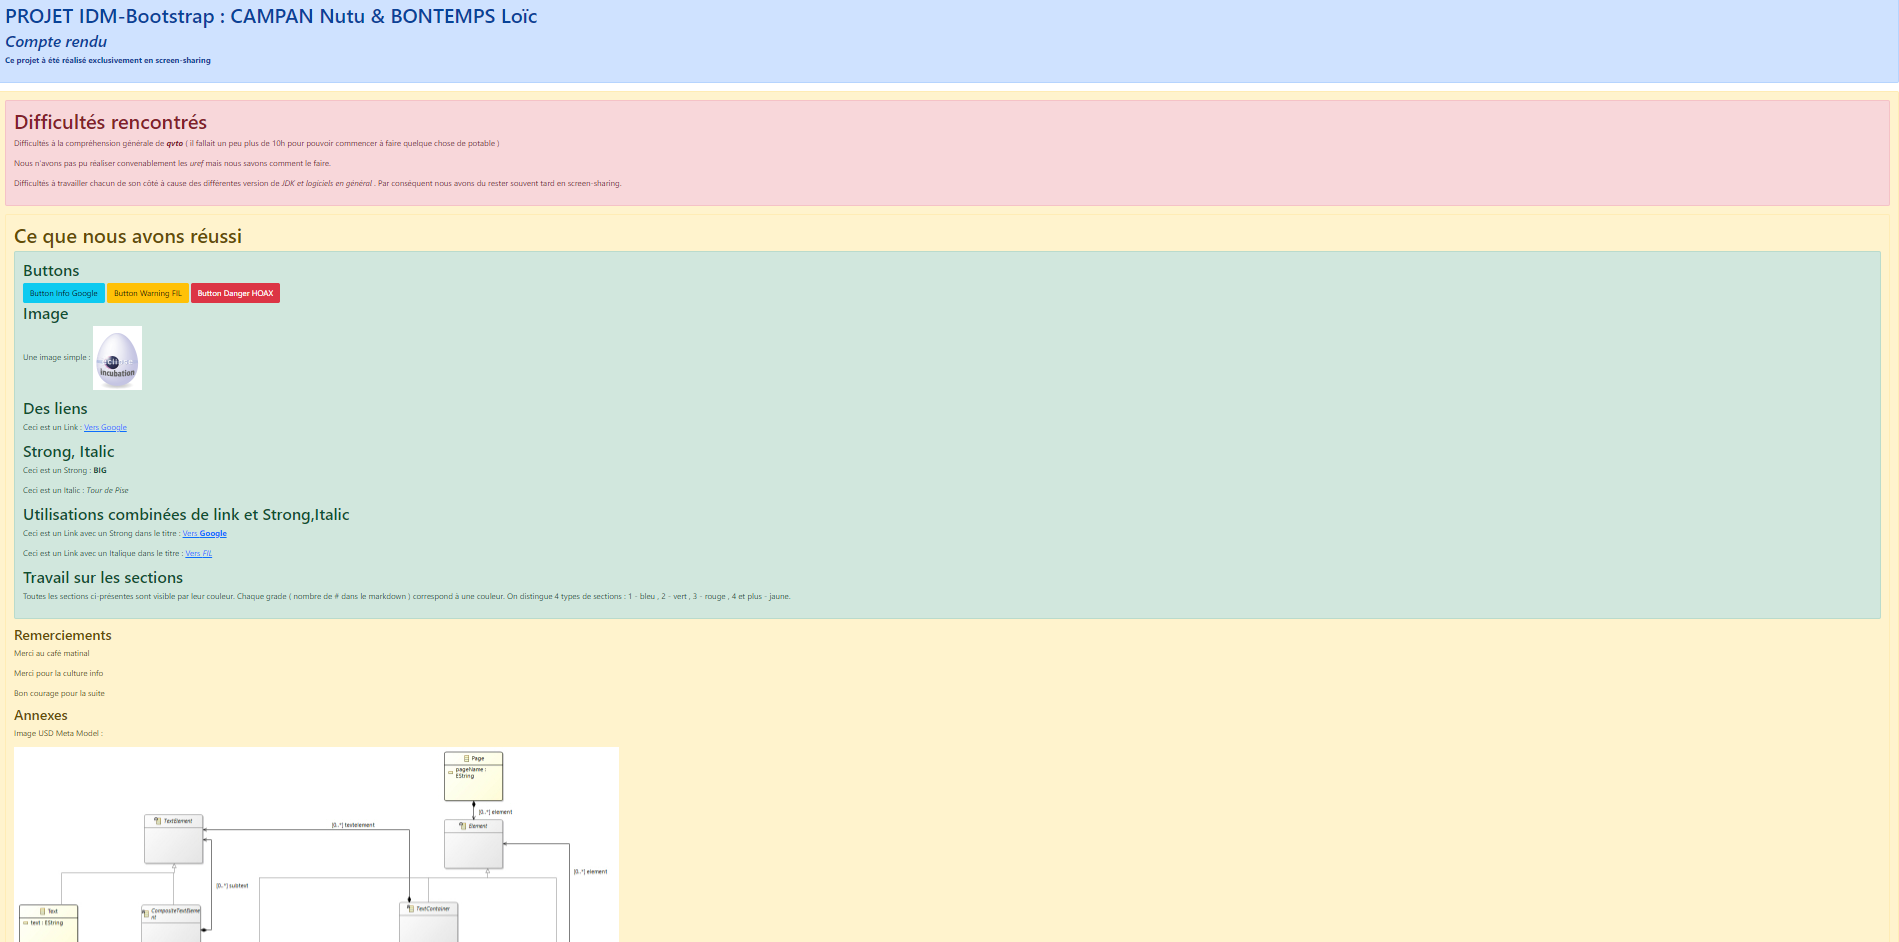 PROJET IDM-Bootstrap : CAMPAN Nutu & BONTEMPS Loïc
Compte rendu
Ce projet à été réalisé exclusivement en screen-sharing
Difficultés rencontrés
Difficultés à la compréhension générale de qvto ( il fallait un peu plus de 10h pour pouvoir commencer à faire quelque chose de potable )
Nous n'avons pas pu réaliser convenablement les uref mais nous savons comment le faire.
Difficultés à travailler chacun de son côté à cause des différentes version de JDK et logiciels en général . Par conséquent nous avons du rester souvent tard en screen-sharing.
Ce que nous avons réussi
Buttons
Button Info Google Button Warning FIL Button Danger HOAX
Image
Une image simple :
eclipse
incubation
Des liens
Ceci est un Link : Vers Google
Strong, Italic
Ceci est un Strong : BIG
Ceci est un Italic : Tour de Pise
Utilisations combinées de link et Strong,Italic
Ceci est un Link avec un Strong dans le titre : Vers Google
Ceci est un Link avec un Italique dans le titre : Vers FIL
Travail sur les sections
Toutes les sections ci-présentes sont visible par leur couleur. Chaque grade ( nombre de # dans le markdown ) correspond à une couleur. On distingue 4 types de sections : 1 - bleu , 2 - vert , 3 - rouge , 4 et plus - jaune.
Remerciements
Merci au café matinal
Merci pour la culture info
Bon courage pour la suite
Annexes
Image USD Meta Model :
Page
pageName :
EString
[0..*] element
TextElement
[0..*] textelement
Element
[0..*] element
[0..*] subtext
Text
text : EString
CompositeTextEleme
nt
TextContainer